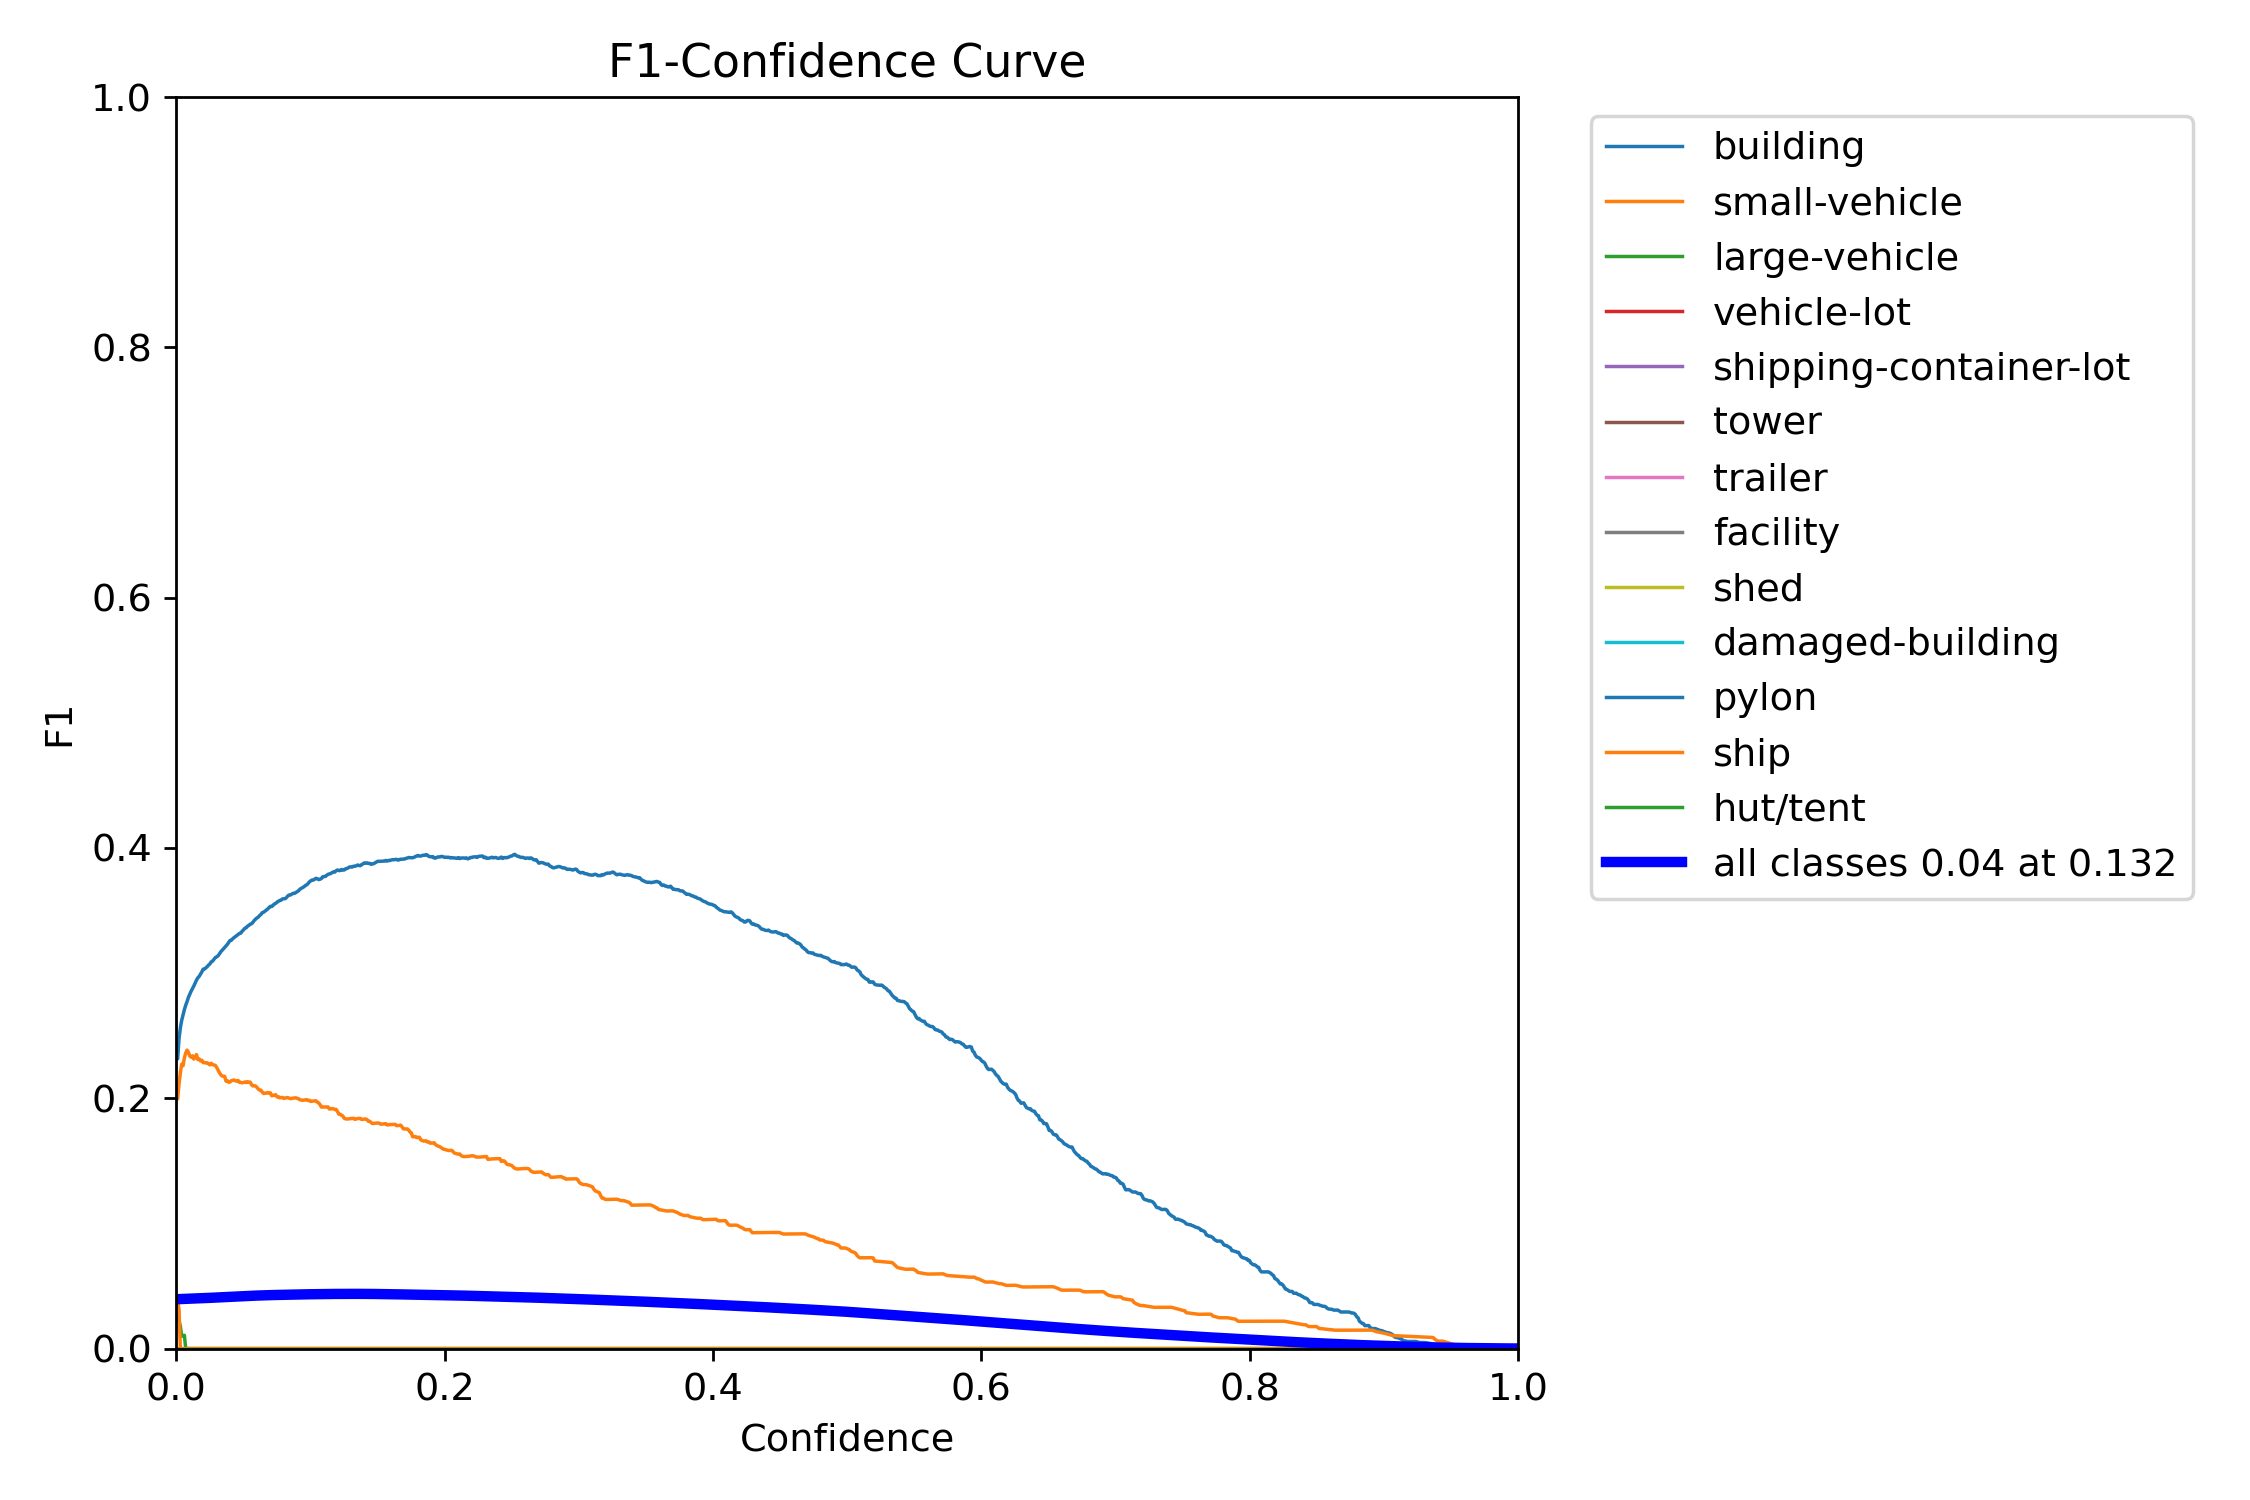 F1-Confidence Curve
1.0
0.8
0.6
0.4
0.2
0.0
F1
0.0 0.2 0.4 0.6 0.8 1.0
Confidence
building
small-vehicle
large-vehicle
vehicle-lot
shipping-container-lot
tower
trailer
facility
shed
damaged-building
pylon
ship
hut/tent
all classes 0.04 at 0.132